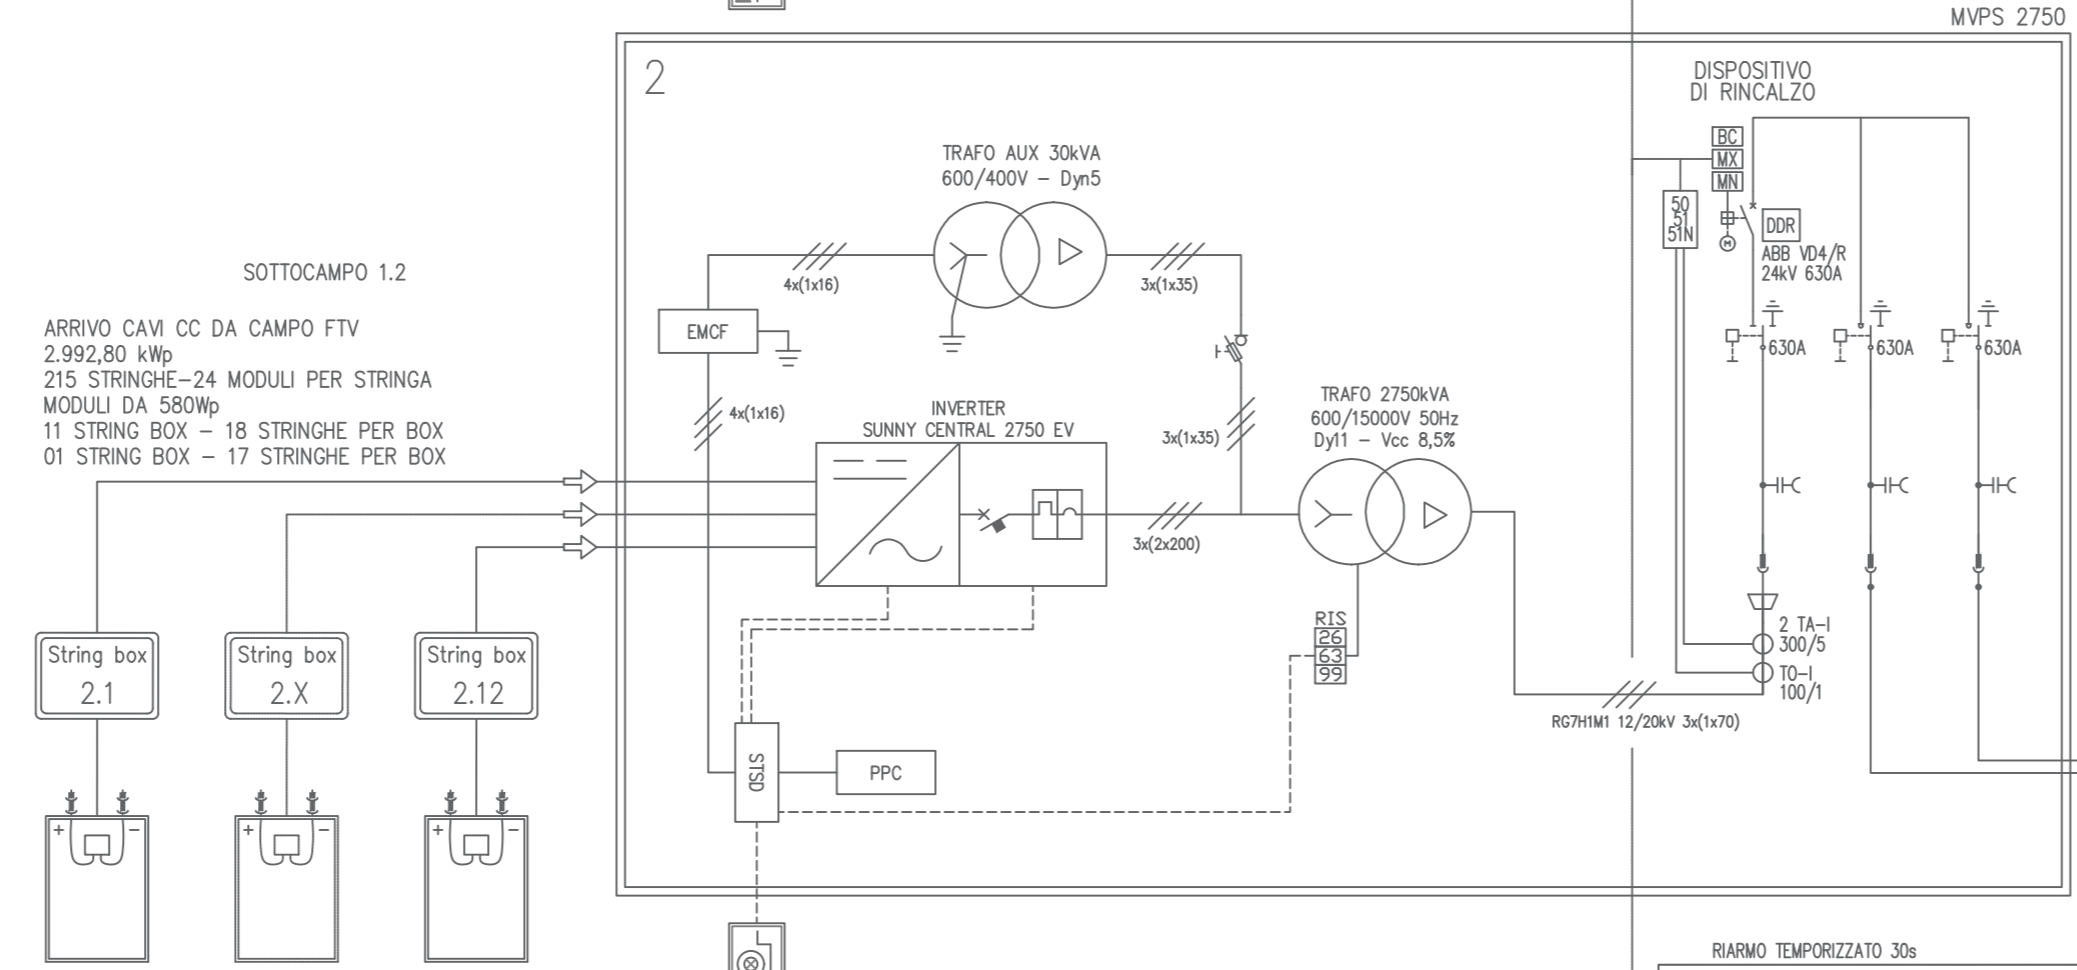 MVPS 2750
2
DISPOSITIVO
DI RINCALZO
BC
MX
MN
50
51
51N
M
DDR
ABB VD4/R
24kV 630A
630A
630A
630A
TRAFO AUX 30kVA
600/400V - Dyn5
4x(1x16)
3x(1x35)
EMCF
4x(1x16)
3x(1x35)
SOTTOCAMPO 1.2
ARRIVO CAVI CC DA CAMPO FTV
2.992,80 kWp
215 STRINGHE-24 MODULI PER STRINGA
MODULI DA 580Wp
11 STRING BOX - 18 STRINGHE PER BOX
01 STRING BOX - 17 STRINGHE PER BOX
INVERTER
SUNNY CENTRAL 2750 EV
TRAFO 2750kVA
600/15000V 50Hz
Dy11 - Vcc 8,5%
3x(2x200)
RIS
26
63
99
2 TA-I
300/5
TO-I
100/1
RG7H1M1 12/20kV 3x(1x70)
String box
2.1
String box
2.X
String box
2.12
STSD
PPC
+ -
+ -
+ -
RIARMO TEMPORIZZATO 30s